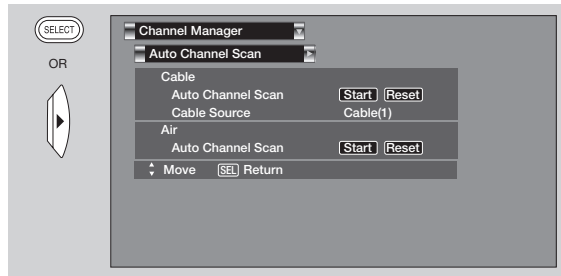 SELECT
OR
Channel Manager
Auto Channel Scan
Cable
Auto Channel Scan Start Reset
Cable Source Cable(1)
Air
Auto Channel Scan Start Reset
Move SEL Return